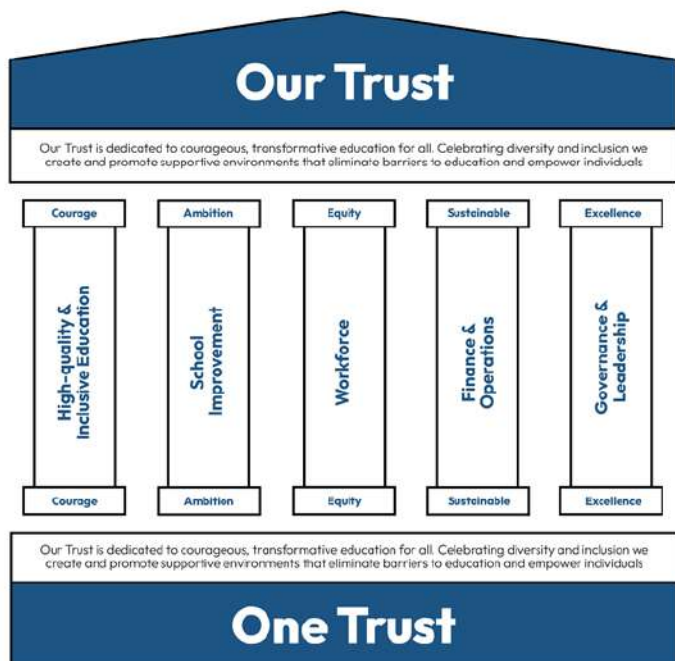 Our Trust
Our Trust is dedicated to courageous, transformative education for all. Celebrating diversity and inclusion we
create and promote supportive environments that eliminate barriers to education and empower individuals
Courage
Ambition
Equity
Sustainable
Excellence
High-quality &
Inclusive Education
School
Improvement
Workforce
Finance &
Operations
Governance &
Leadership
Courage
Ambition
Equity
Sustainable
Excellence
Our Trust is dedicated to courageous, transformative education for all. Celebrating diversity and inclusion we
create and promote supportive environments that eliminate barriers to education and empower individuals
One Trust